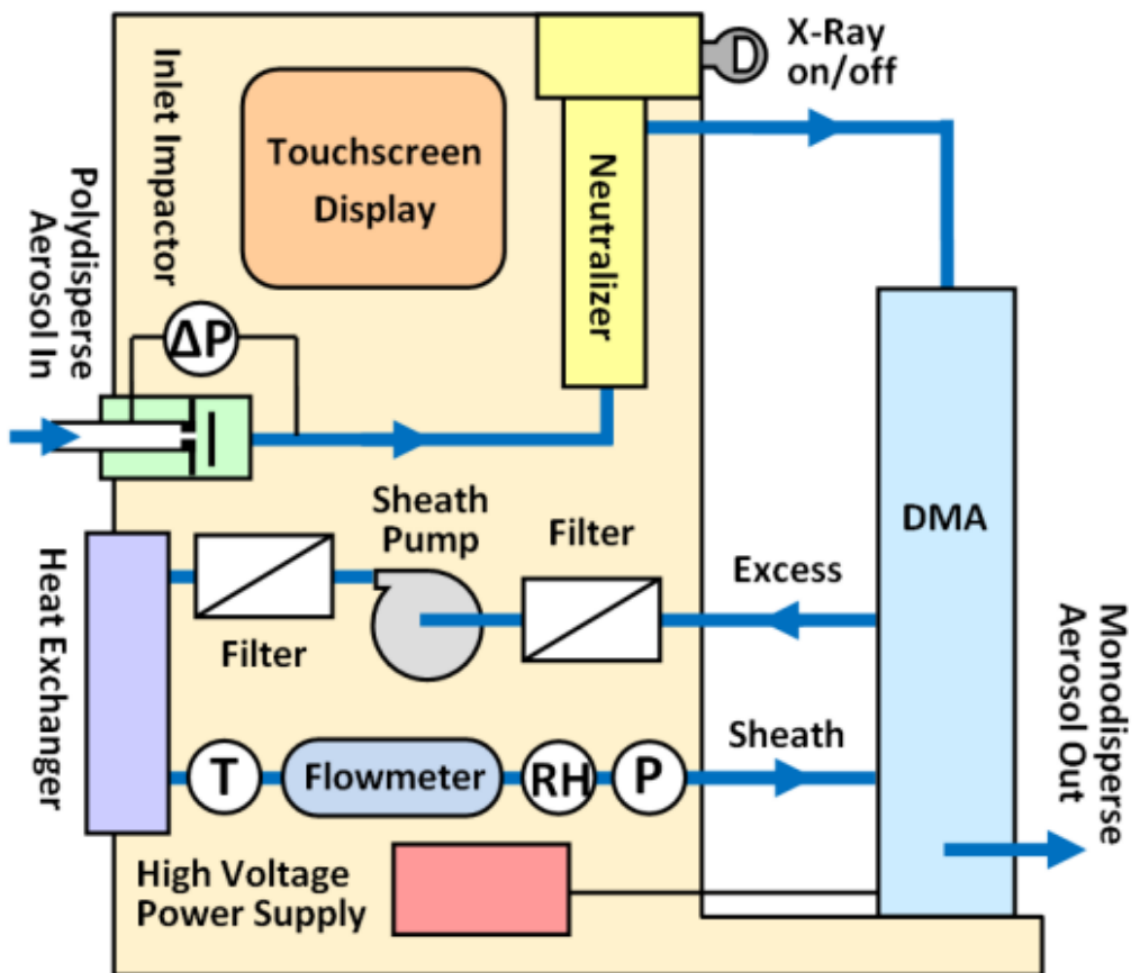 X-Ray
on/off
D
Inlet Impactor
Touchscreen
Display
Neutralizer
Polydisperse
Aerosol In
ΔP
Sheath
Pump
Filter
DMA
Excess
Heat Exchanger
Filter
Monodisperse
Aerosol Out
Sheath
T
Flowmeter
RH
P
High Voltage
Power Supply